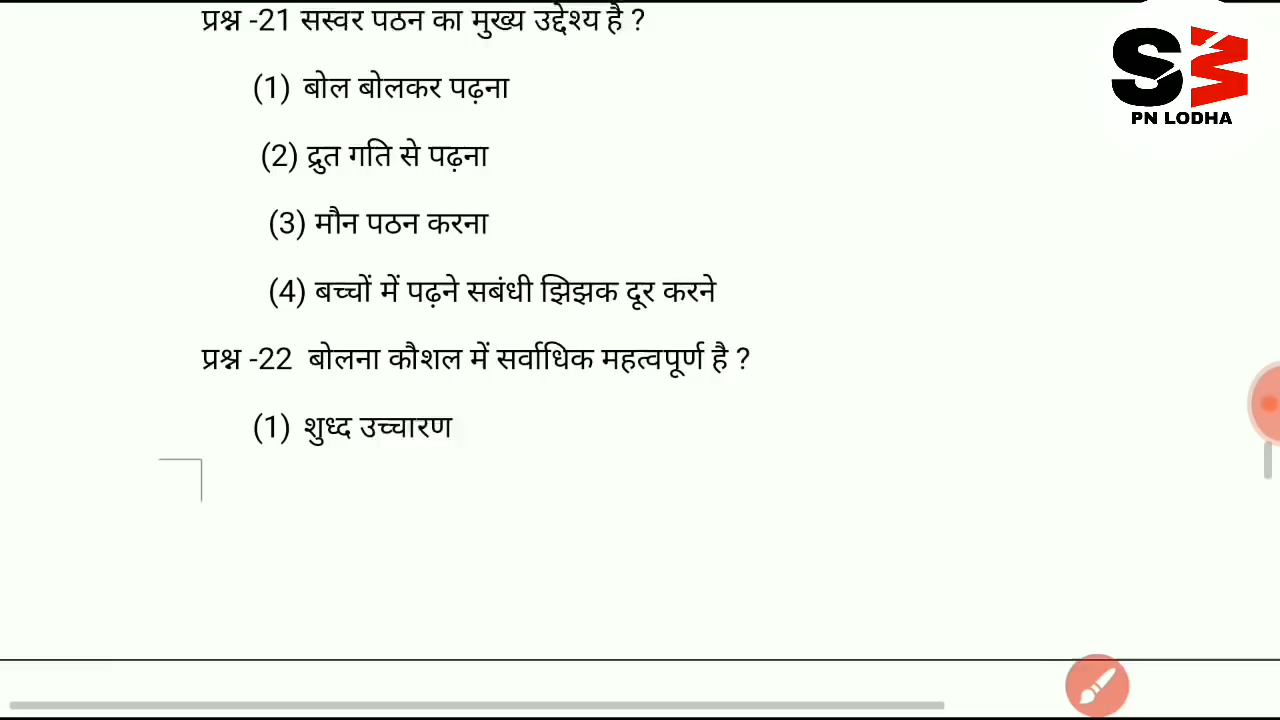 प्रश्न -21 सस्वर पठन का मुख्य उद्देश्य है ?
(1) बोल बोलकर पढ़ना
(2) द्रुत गति से पढ़ना
(3) मौन पठन करना
(4) बच्चों में पढ़ने सबंधी झिझक दूर करने
प्रश्न -22 बोलना कौशल में सर्वाधिक महत्वपूर्ण है ?
(1) शुध्द उच्चारण
PN LODHA